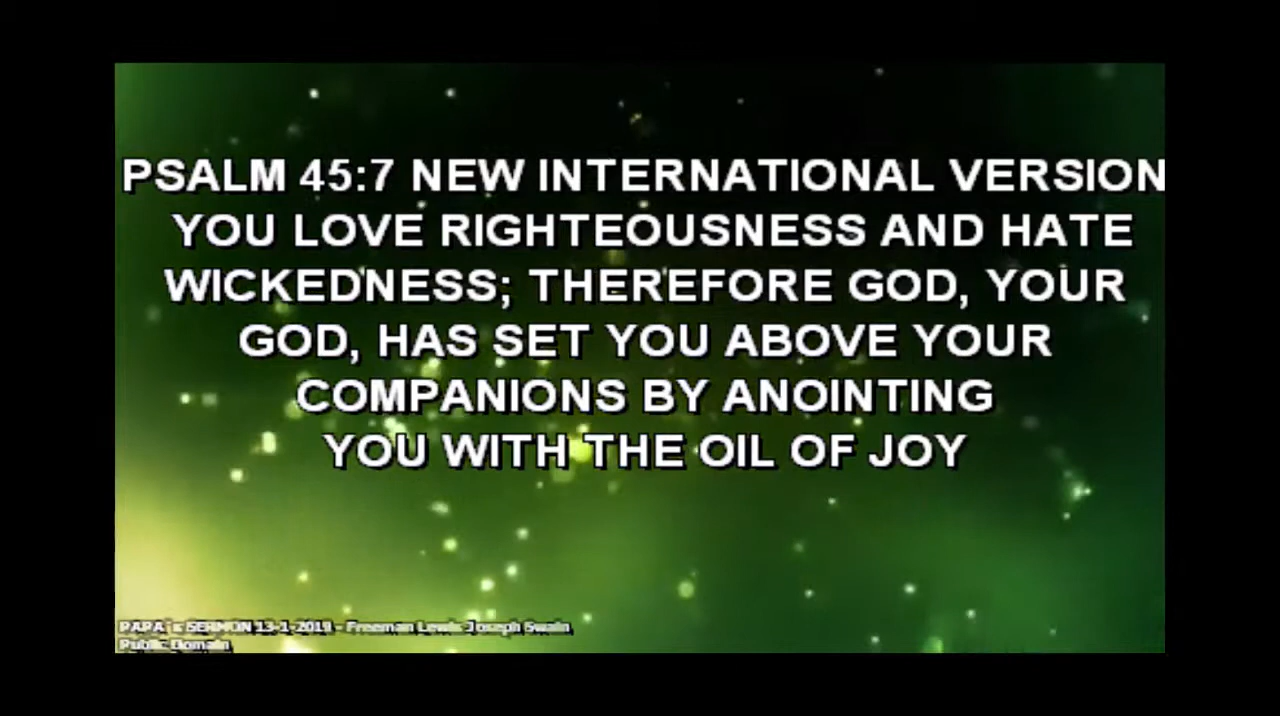 PSALM 45:7 NEW INTERNATIONAL VERSION
YOU LOVE RIGHTEOUSNESS AND HATE
WICKEDNESS; THEREFORE GOD, YOUR
GOD, HAS SET YOU ABOVE YOUR
COMPANIONS BY ANOINTING
YOU WITH THE OIL OF JOY
PAPA`s SERMON 13-1-2019 - Freeman Lewis Joseph Swain
Public Domain